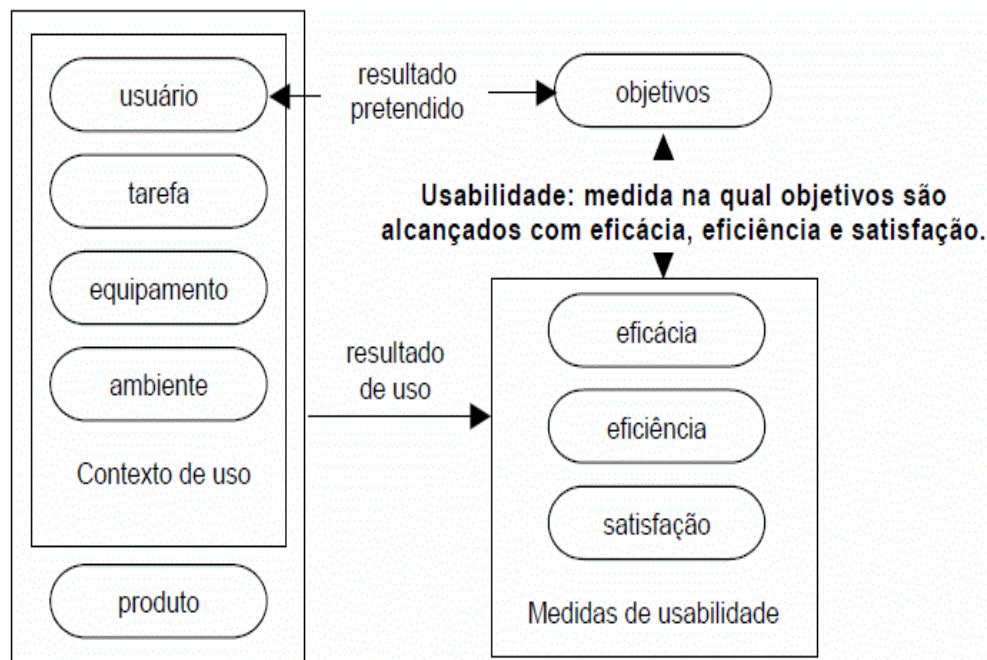 usuário
resultado
pretendido
objetivos
tarefa
Usabilidade: medida na qual objetivos são
alcançados com eficácia, eficiência e satisfação.
equipamento
ambiente
Contexto de uso
produto
resultado
de uso
eficácia
eficiência
satisfação
Medidas de usabilidade